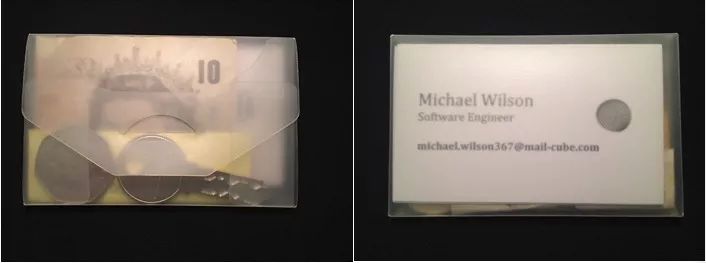 10
Michael Wilson
Software Engineer
michael.wilson367@mail-cube.com